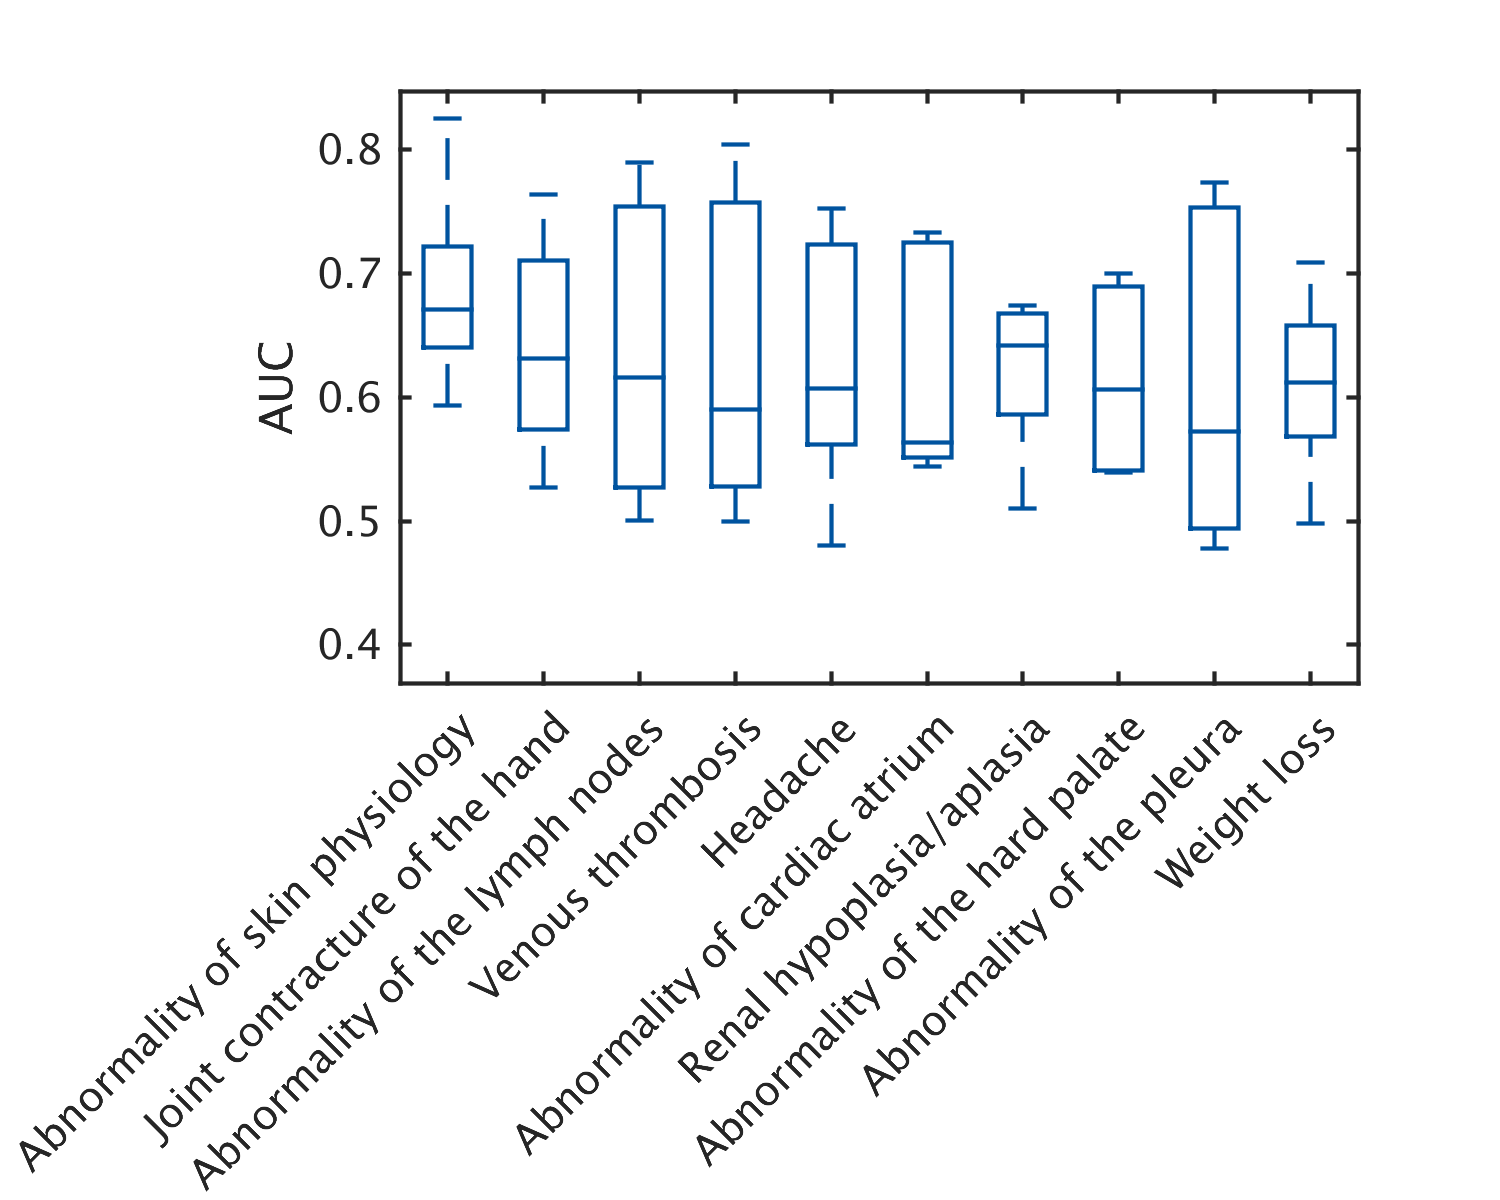 0.8
0.7
0.6
0.5
0.4
AUC
Abnormality of skin physiology
Joint contracture of the hand
Abnormality of the lymph nodes
Venous thrombosis
Headache
Abnormality of cardiac atrium
Renal hypoplasia/aplasia
Abnormality of the hard palate
Abnormality of the pleura
Weight loss